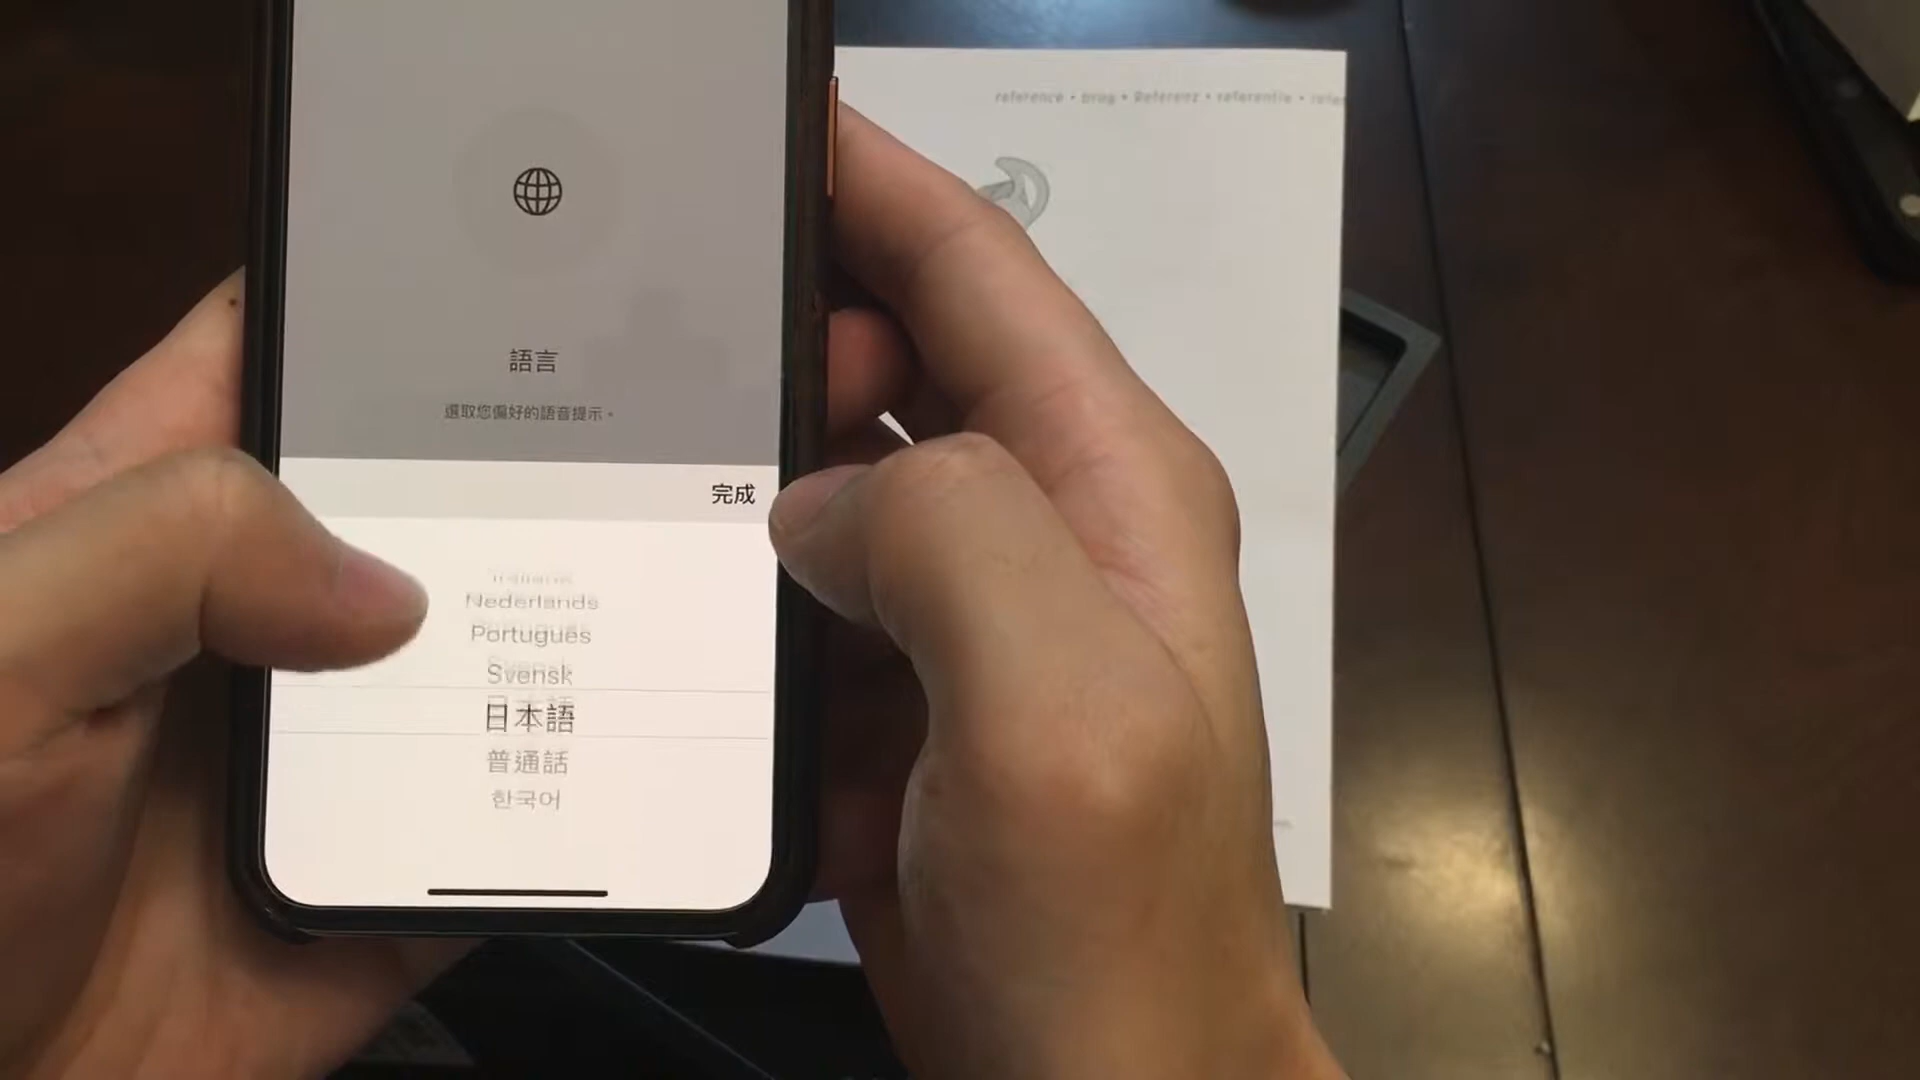 reference • brug • Referenz • referentie •
語言
選取您偏好的語音提示。
完成
Italiano
Nederlands
Português
Svensk
日本語
普通話
한국어